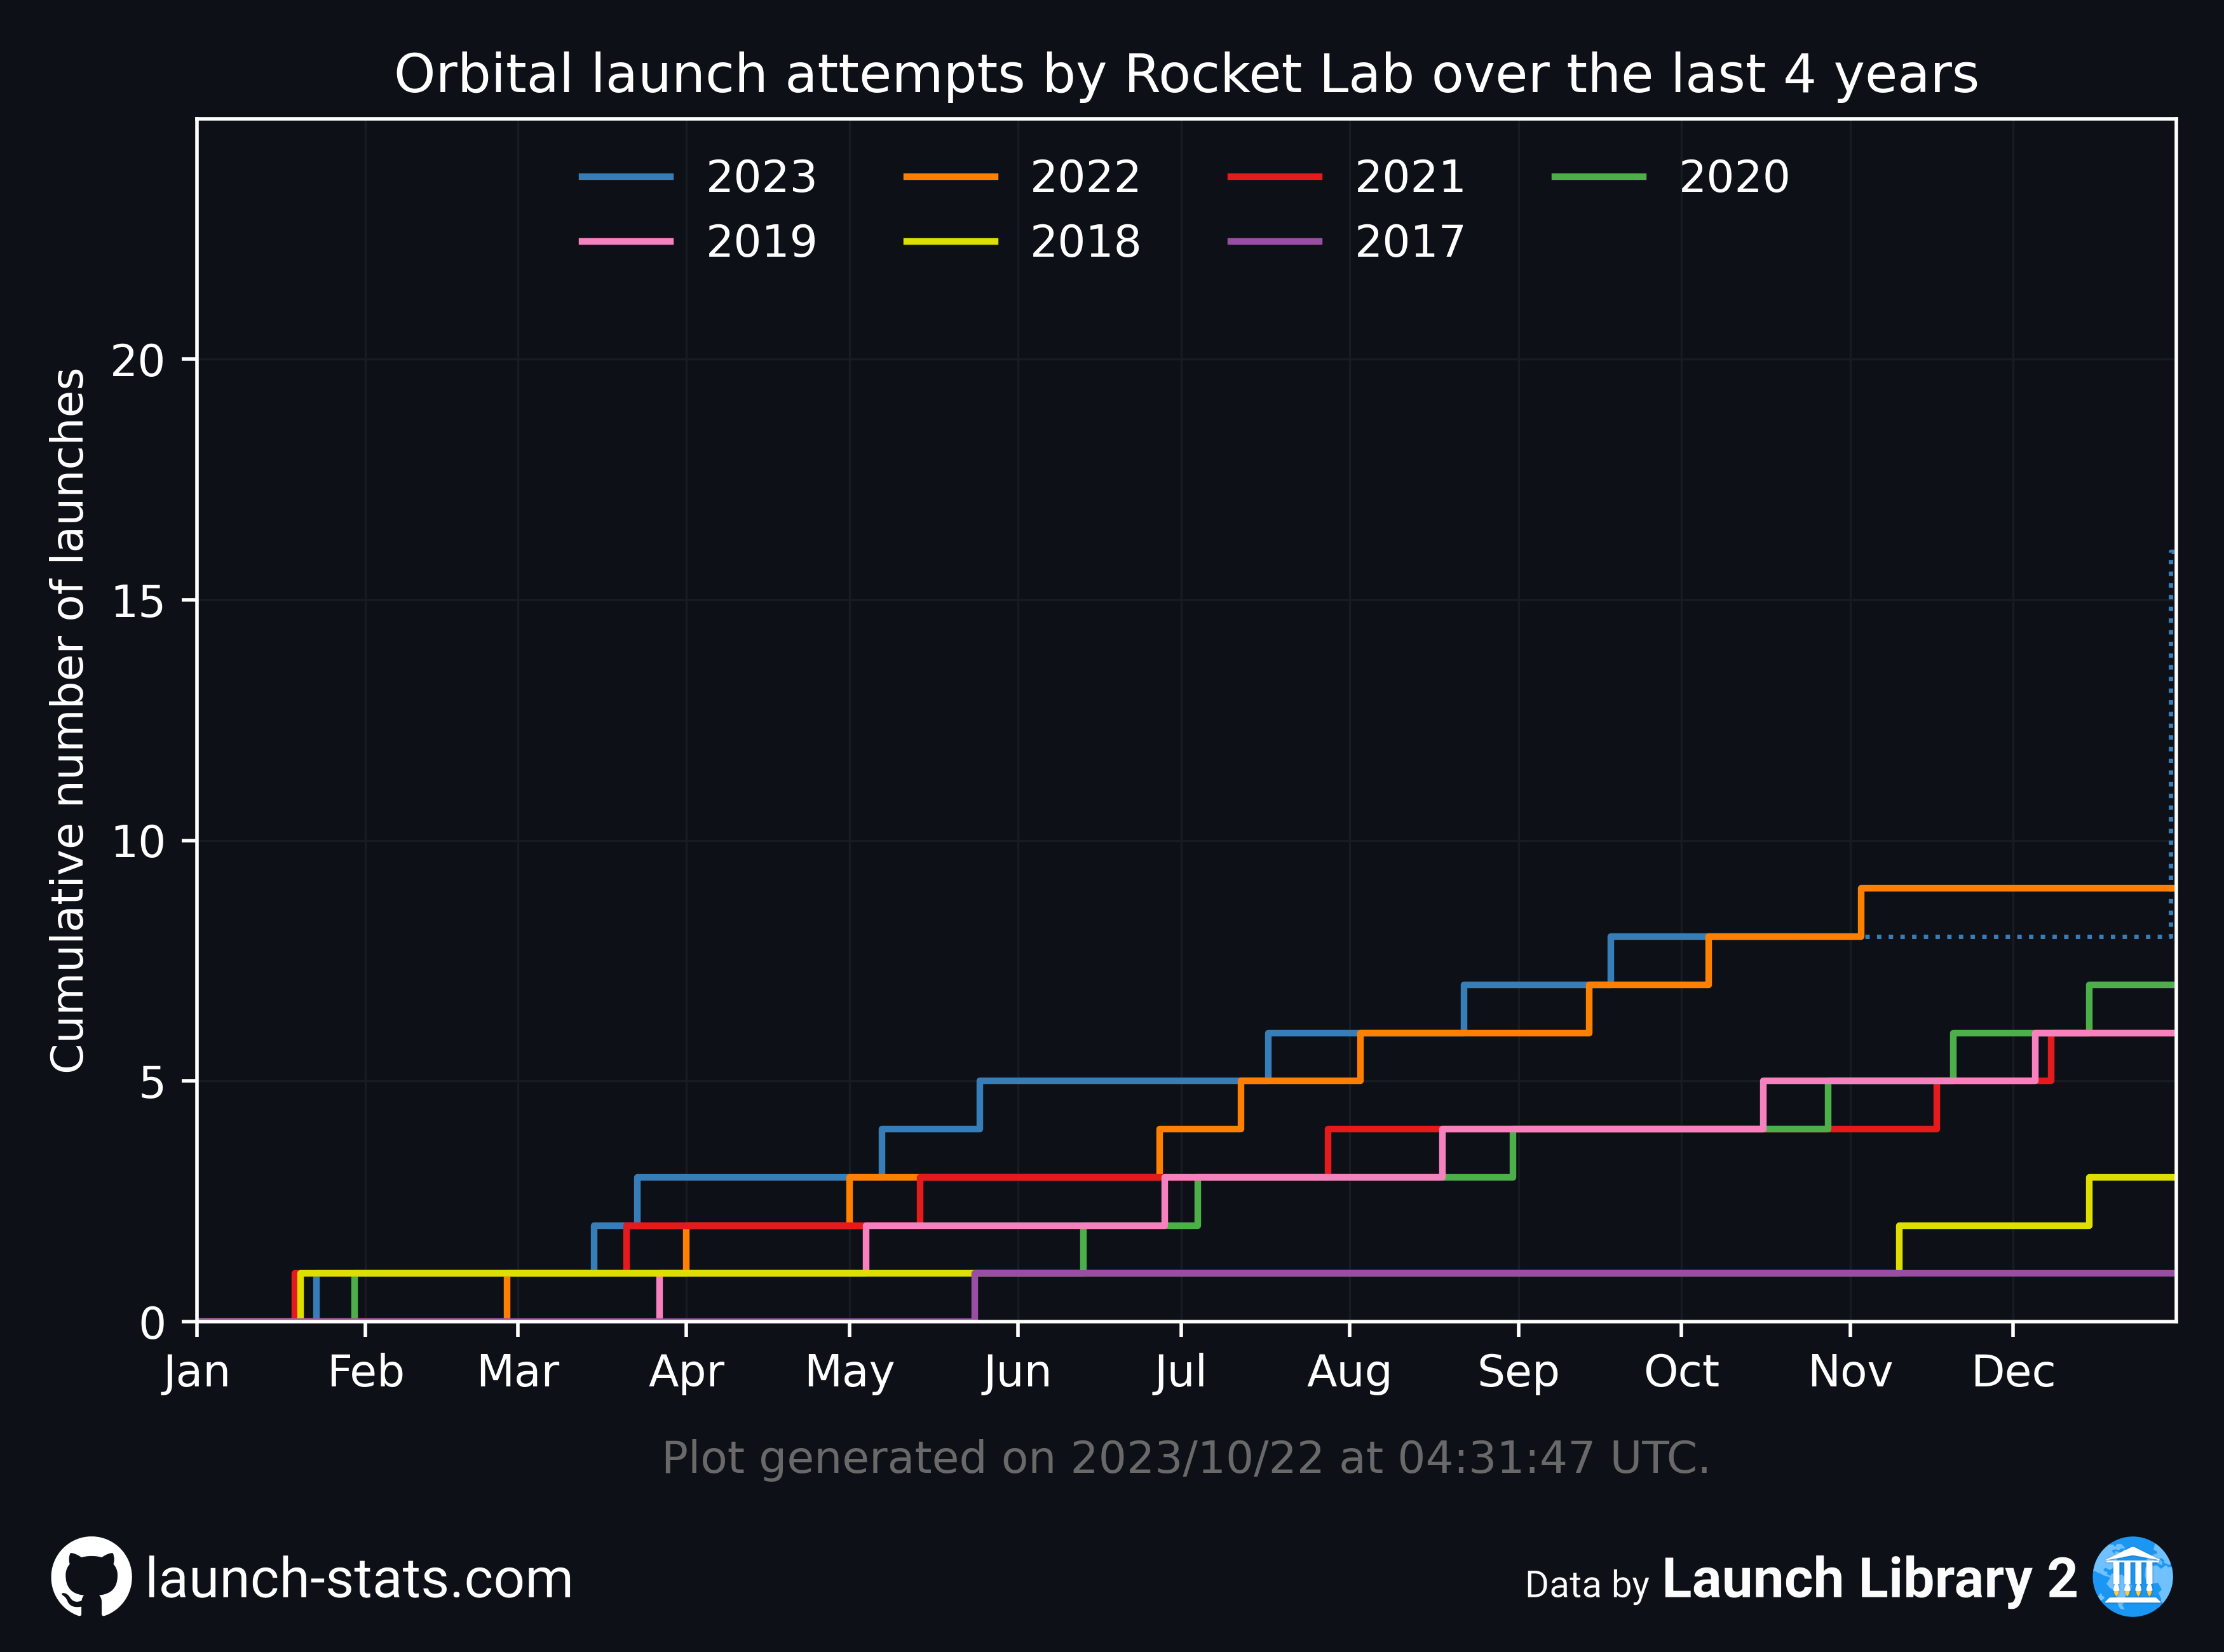 Orbital launch attempts by Rocket Lab over the last 4 years
2023 2022 2021 2020
2019 2018 2017
Cumulative number of launches
20
15
10
5
0
Jan Feb Mar Apr May Jun Jul Aug Sep Oct Nov Dec
Plot generated on 2023/10/22 at 04:31:47 UTC.
launch-stats.com
Data by Launch Library 2